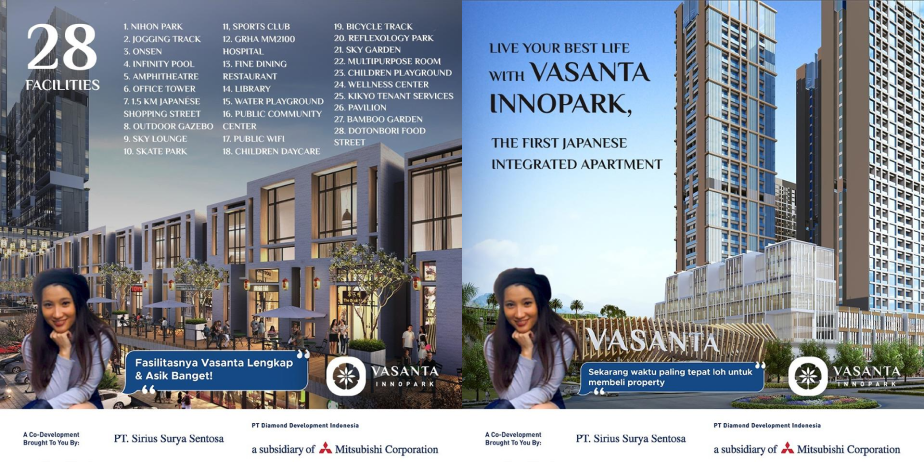 28
FACILITIES
1. NIHON PARK
2. JOGGING TRACK
3. ONSEN
4. INFINITY POOL
5. AMPHITHEATRE
6. OFFICE TOWER
7. 1.5 KM JAPANESE
SHOPPING STREET
8. OUTDOOR GAZEBO
9. SKY LOUNGE
10. SKATE PARK
11. SPORTS CLUB
12. GRHA MM2100
HOSPITAL
13. FINE DINING
RESTAURANT
14. LIBRARY
15. WATER PLAYGROUND
16. PUBLIC COMMUNITY
CENTER
17. PUBLIC WIFI
18. CHILDREN DAYCARE
19. BICYCLE TRACK
20. REFLEXOLOGY PARK
21. SKY GARDEN
22. MULTIPURPOSE ROOM
23. CHILDREN PLAYGROUND
24. WELLNESS CENTER
25. KIKYO TENANT SERVICES
26. PAVILION
27. BAMBOO GARDEN
28. DOTONBORI FOOD
STREET
Fasilitasnya Vasanta Lengkap
& Asik Banget!
VASANTA
INNOPARK
A Co-Development
Brought To You By:
PT. Sirius Surya Sentosa
PT Diamond Development Indonesia
a subsidiary of Mitsubishi Corporation
LIVE YOUR BEST LIFE
WITH VASANTA
INNOPARK,
THE FIRST JAPANESE
INTEGRATED APARTMENT
VASANTA
Sekarang waktu paling tepat loh untuk
membeli property
VASANTA
INNOPARK
A Co-Development
Brought To You By:
PT. Sirius Surya Sentosa
PT Diamond Development Indonesia
a subsidiary of Mitsubishi Corporation